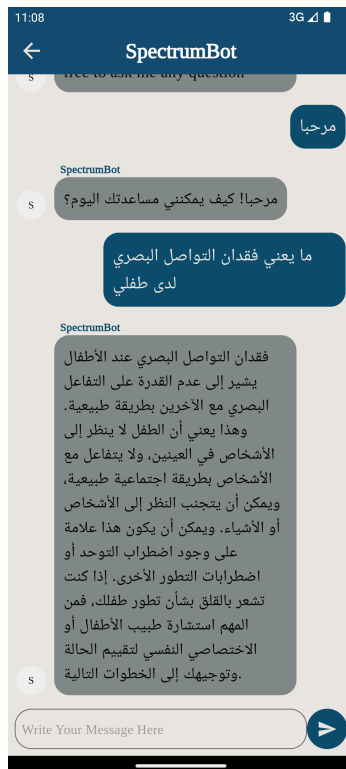 11:08
3G
SpectrumBot
free to ask me any question
S
مرحبا
SpectrumBot
مرحبا! كيف يمكنني مساعدتك اليوم؟
S
ما يعني فقدان التواصل البصري
لدى طفلي
SpectrumBot
فقدان التواصل البصري عند الأطفال
يشير إلى عدم القدرة على التفاعل
البصري مع الآخرين بطريقة طبيعية.
وهذا يعني أن الطفل لا ينظر إلى
الأشخاص في العينين، ولا يتفاعل مع
الأشخاص بطريقة اجتماعية طبيعية،
ويمكن أن يتجنب النظر إلى الأشخاص
أو الأشياء. ويمكن أن يكون هذا علامة
على وجود اضطراب التوحد أو
اضطرابات التطور الأخرى. إذا كنت
تشعر بالقلق بشأن تطور طفلك، فمن
المهم استشارة طبيب الأطفال أو
الاختصاصي النفسي لتقييم الحالة
وتوجيهك إلى الخطوات التالية.
S
Write Your Message Here